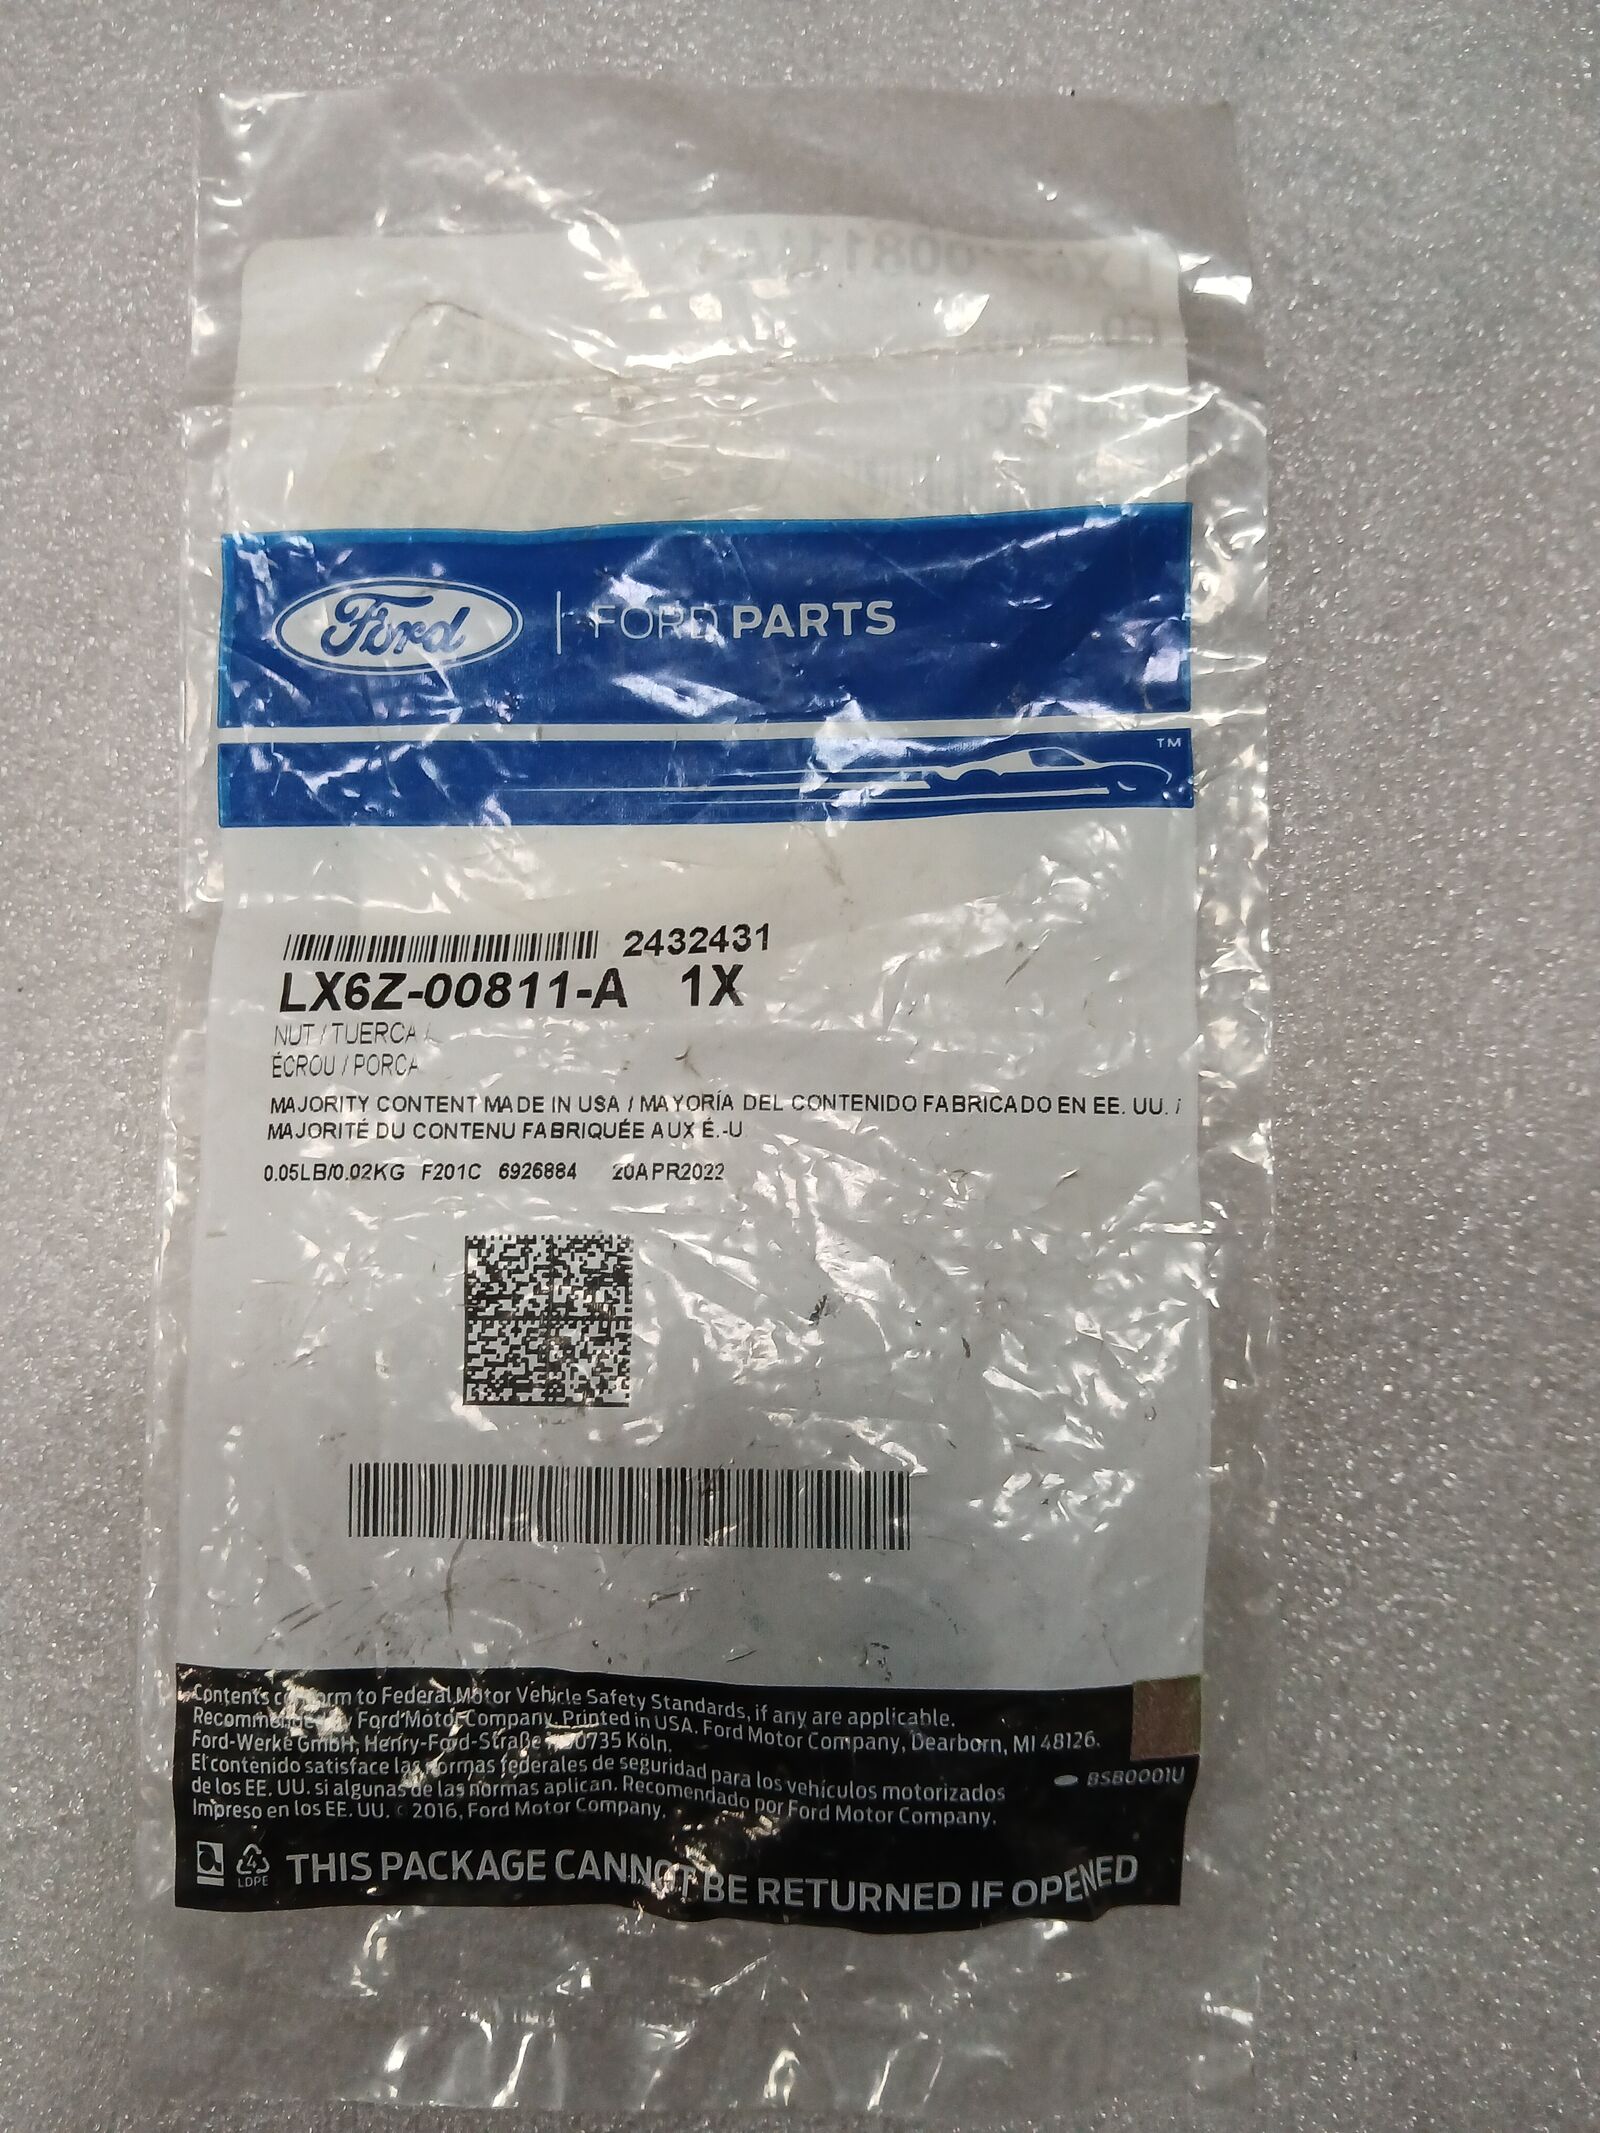 Ford | FORD PARTS
TM
2432431
LX6Z-00811-A 1X
NUT / TUERCA /
ÉCROU / PORCA
MAJORITY CONTENT MADE IN USA / MAYORÍA DEL CONTENIDO FABRICADO EN EE. UU. /
MAJORITÉ DU CONTENU FABRIQUÉE AUX É.-U
0.05LB/0.02KG F201C 6926884 20APR2022
Contents conform to Federal Motor Vehicle Safety Standards, if any are applicable.
Recommended by Ford Motor Company. Printed in USA. Ford Motor Company, Dearborn, MI 48126.
Ford-Werke GmbH, Henry-Ford-Straße 50735 Köln.
El contenido satisface las normas federales de seguridad para los vehículos motorizados
de los EE. UU. si algunas de las normas aplican. Recomendado por Ford Motor Company.
Impreso en los EE. UU. © 2016, Ford Motor Company.
BSB0001U
4
LDPE
THIS PACKAGE CANNOT BE RETURNED IF OPENED